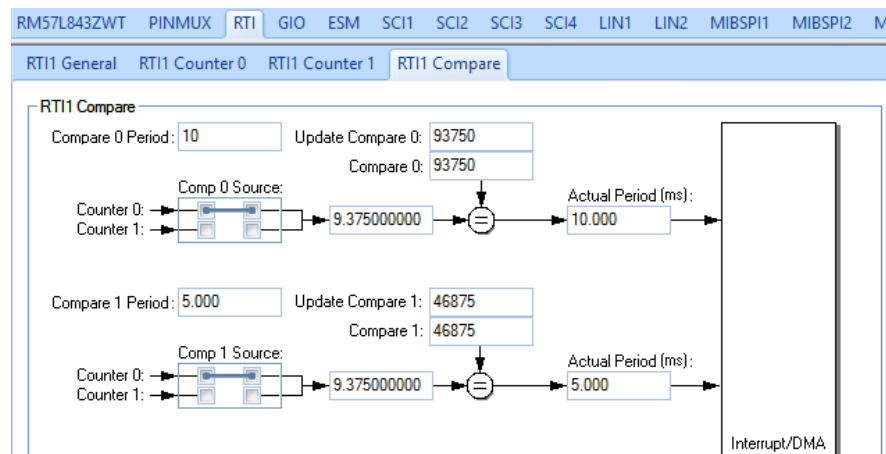 RM57L843ZWT PINMUX RTI GIO ESM SCI1 SCI2 SCI3 SCI4 LIN1 LIN2 MIBSPI1 MIBSPI2 M
RTI1 General RTI1 Counter 0 RTI1 Counter 1 RTI1 Compare
RTI1 Compare
Compare 0 Period: 10 Update Compare 0: 93750
Compare 0: 93750
Comp 0 Source:
Actual Period (ms):
Counter 0:
9.375000000 = 10.000
Counter 1:
Compare 1 Period: 5.000 Update Compare 1: 46875
Compare 1: 46875
Comp 1 Source:
Actual Period (ms):
Counter 0:
9.375000000 = 5.000
Counter 1:
Interrupt/DMA